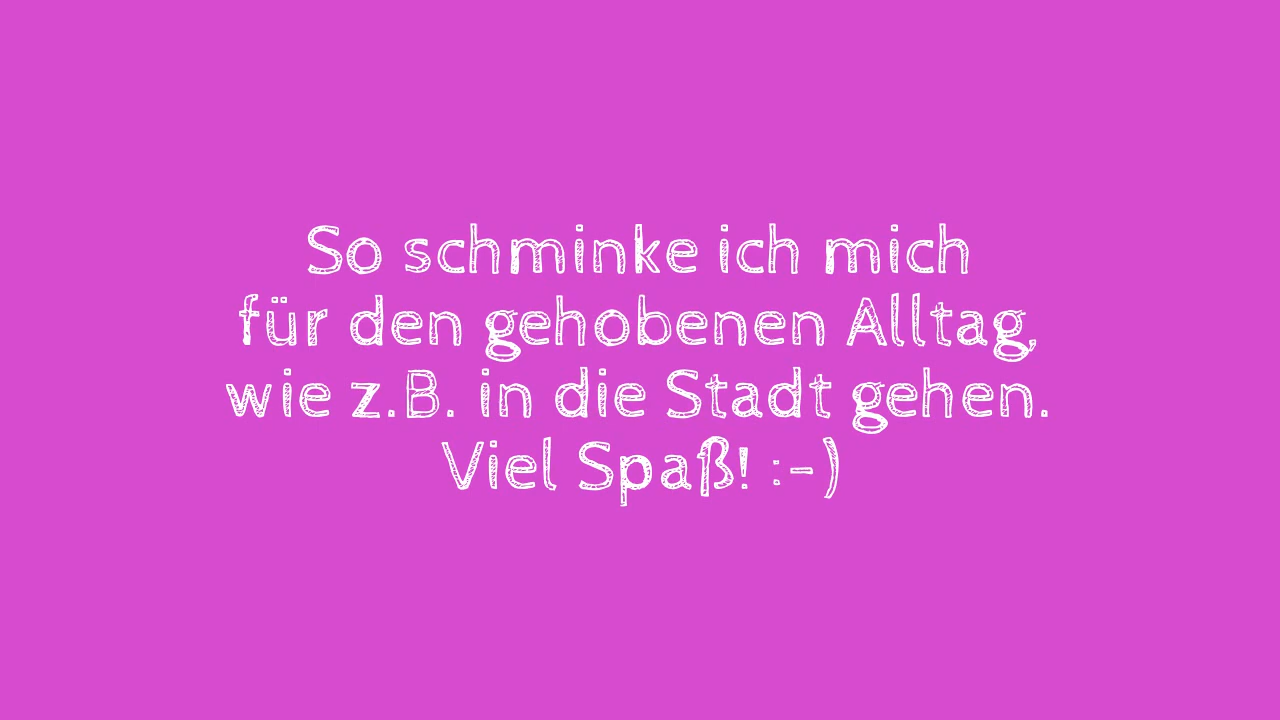 So schminke ich mich
für den gehobenen Alltag,
wie z.B. in die Stadt gehen.
Viel Spaß! :-)